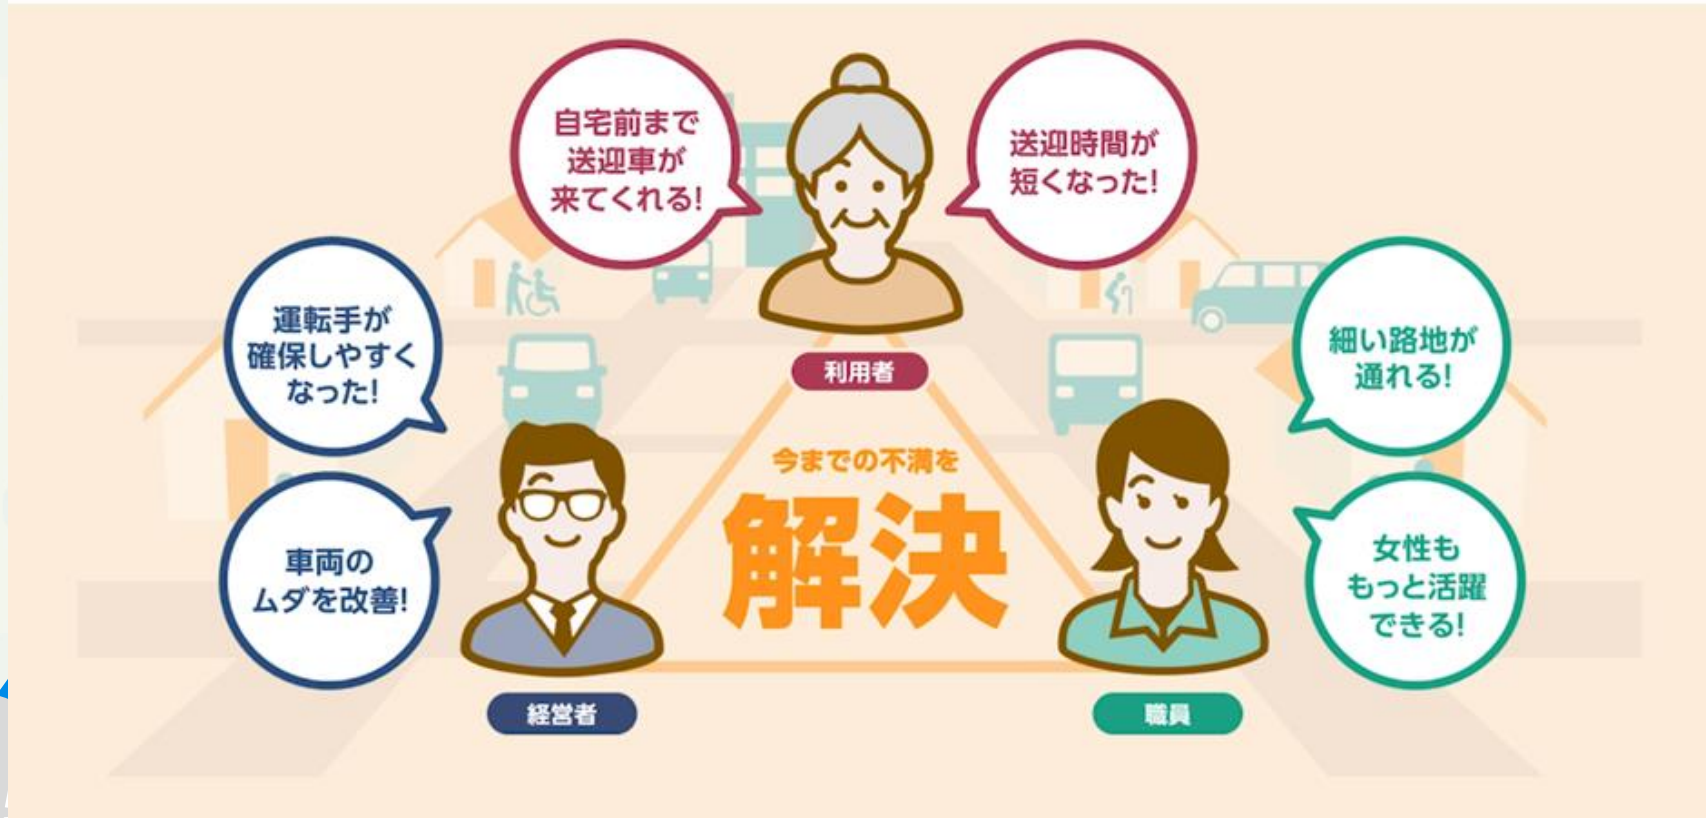 自宅前まで
送迎車が
来てくれる!
送迎時間が
短くなった!
利用者
運転手が
確保しやすく
なった!
車両の
ムダを改善!
経営者
今までの不満を
解決
細い路地が
通れる!
女性も
もっと活躍
できる!
職員